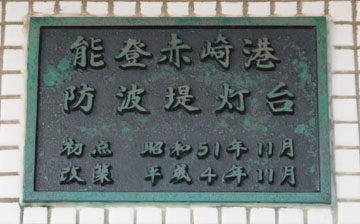 能登赤崎港
防波堤灯台
初点 昭和51年11月
改築 平成4年11月